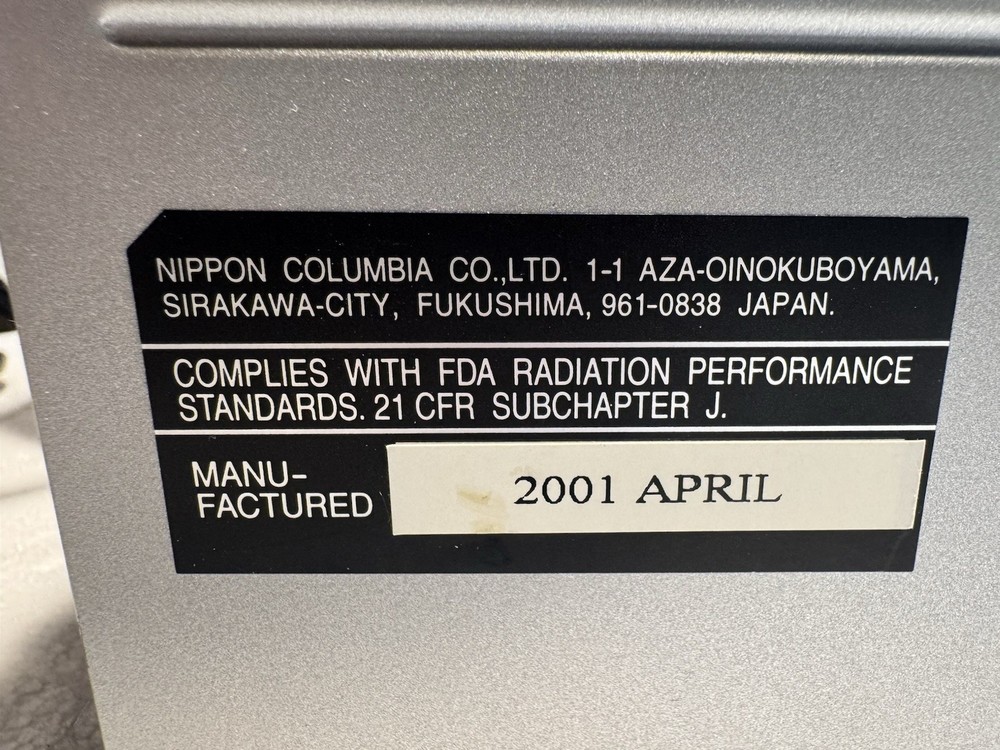 NIPPON COLUMBIA CO.,LTD. 1-1 AZA-OINOKUBOYAMA,
SIRAKAWA-CITY, FUKUSHIMA, 961-0838 JAPAN.
COMPLIES WITH FDA RADIATION PERFORMANCE
STANDARDS. 21 CFR SUBCHAPTER J.
MANU-
FACTURED
2001 APRIL